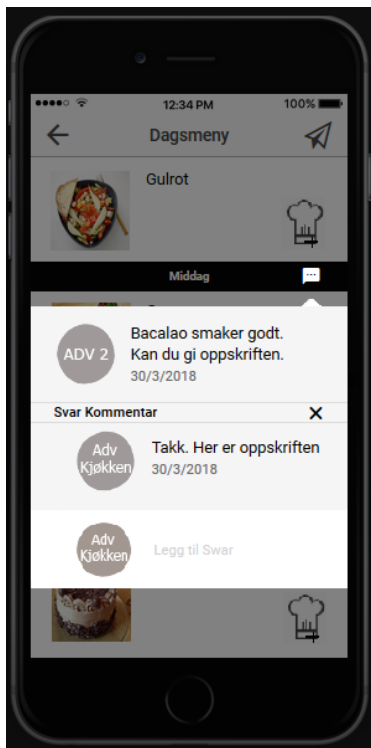 12:34 PM
100%
Dagsmeny
Gulrot
Middag
ADV 2
Bacalao smaker godt.
Kan du gi oppskriften.
30/3/2018
Svar Kommentar
Adv
Kjøkken
Takk. Her er oppskriften
30/3/2018
Adv
Kjøkken
Legg til Swar